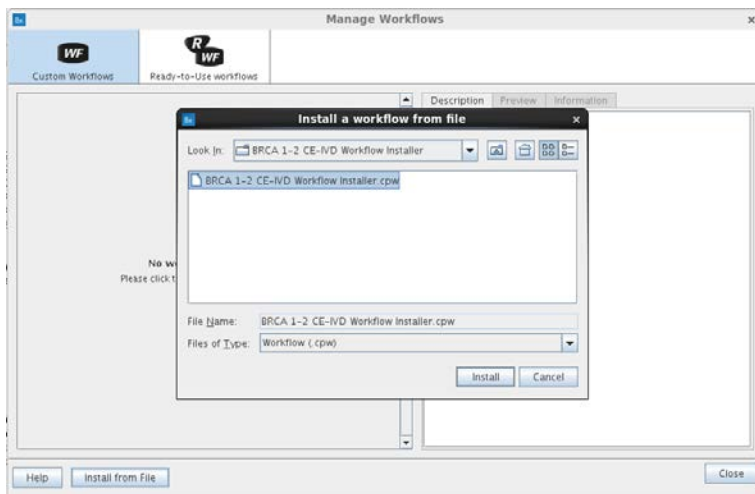 Manage Workflows
WF
R WF
Custom Workflows
Ready-to-Use workflows
Description Preview Information
Install a workflow from file
Look In: BRCA 1-2 CE-IVD Workflow Installer
BRCA 1-2 CE-IVD Workflow Installer.cpw
No
Please click
File Name: BRCA 1-2 CE-IVD Workflow Installer.cpw
Files of Type: Workflow (.cpw)
Install Cancel
Help Install from File Close